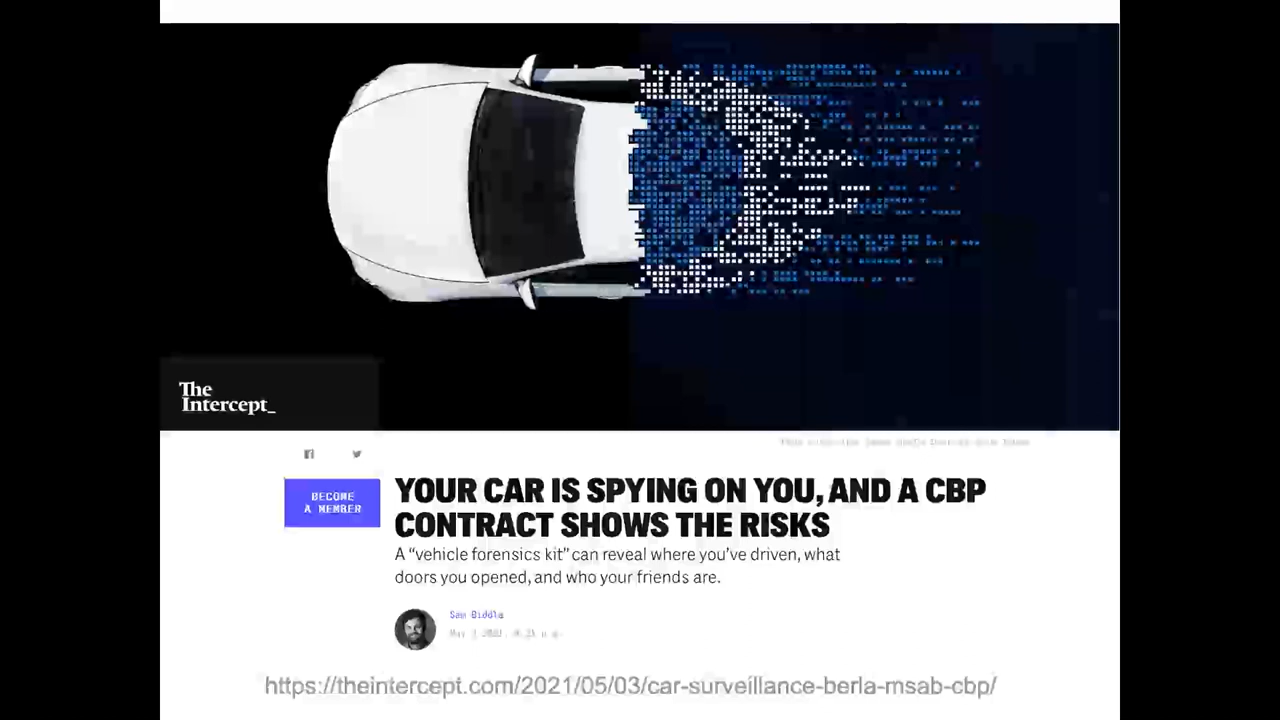 The
Intercept_
BECOME
A MEMBER
YOUR CAR IS SPYING ON YOU, AND A CBP
CONTRACT SHOWS THE RISKS
A “vehicle forensics kit” can reveal where you’ve driven, what
doors you opened, and who your friends are.
Sam Biddle
https://theintercept.com/2021/05/03/car-surveillance-berla-msab-cbp/